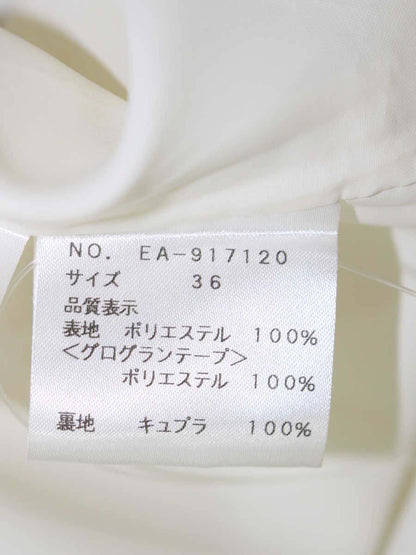 NO. EA-917120
サイズ 36
品質表示
表地 ポリエステル 100%
<グログランテープ>
ポリエステル 100%
裏地 キュプラ 100%